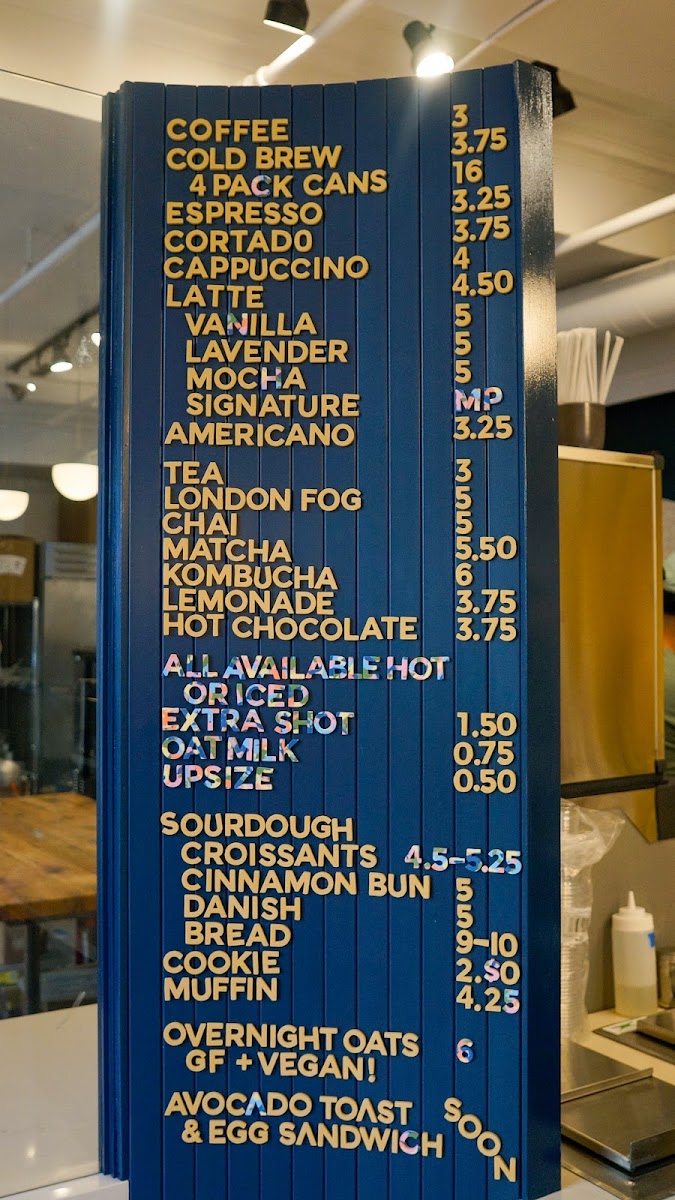 COFFEE 3
COLD BREW 3.75
4 PACK CANS 16
ESPRESSO 3.25
CORTADO 3.75
CAPPUCCINO 4
LATTE 4.50
VANILLA 5
LAVENDER 5
MOCHA 5
SIGNATURE MP
AMERICANO 3.25
TEA 3
LONDON FOG 5
CHAI 5
MATCHA 5.50
KOMBUCHA 6
LEMONADE 3.75
HOT CHOCOLATE 3.75
ALL AVAILABLE HOT
OR ICED
EXTRA SHOT 1.50
OAT MILK 0.75
UPSIZE 0.50
SOURDOUGH
CROISSANTS 4.5-5.25
CINNAMON BUN 5
DANISH 5
BREAD 9-10
COOKIE 2.$0
MUFFIN 4.25
OVERNIGHT OATS 6
GF + VEGAN!
AVOCADO TOAST SOON
& EGG SANDWICH